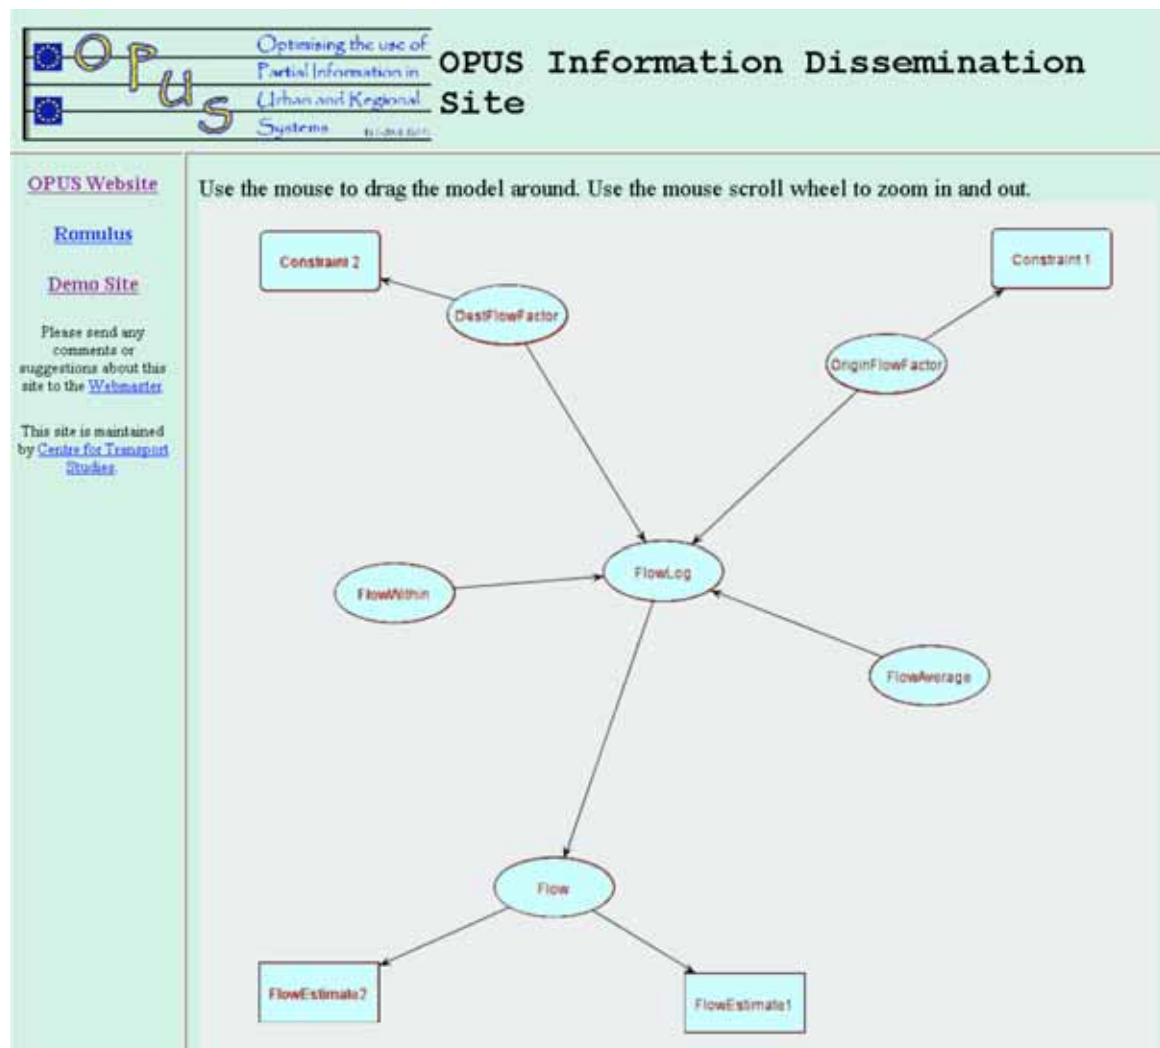 OPUS
Optimising the use of
Partial Information in
Urban and Regional
Systems
OPUS Information Dissemination
Site
OPUS Website
Romulus
Demo Site
Please send any
comments or
suggestions about this
site to the Webmaster
This site is maintained
by Centre for Transport
Studies.
Use the mouse to drag the model around. Use the mouse scroll wheel to zoom in and out.
Constraint 2
Constraint 1
DestFlowFactor
OriginFlowFactor
FlowLog
FlowWithin
FlowAverage
Flow
FlowEstimate2
FlowEstimate1